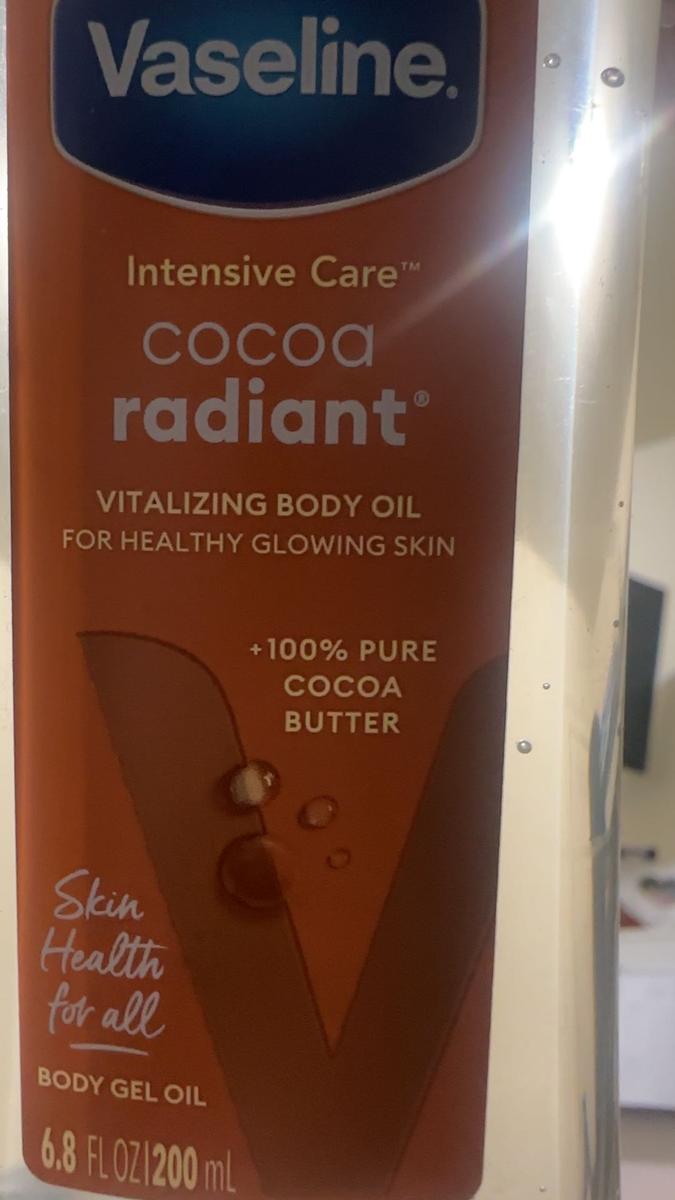 Vaseline.
Intensive Care™
cocoa
radiant®
VITALIZING BODY OIL
FOR HEALTHY GLOWING SKIN
+100% PURE
COCOA
BUTTER
Skin
Health
for all
BODY GEL OIL
6.8 FL OZ|200 mL